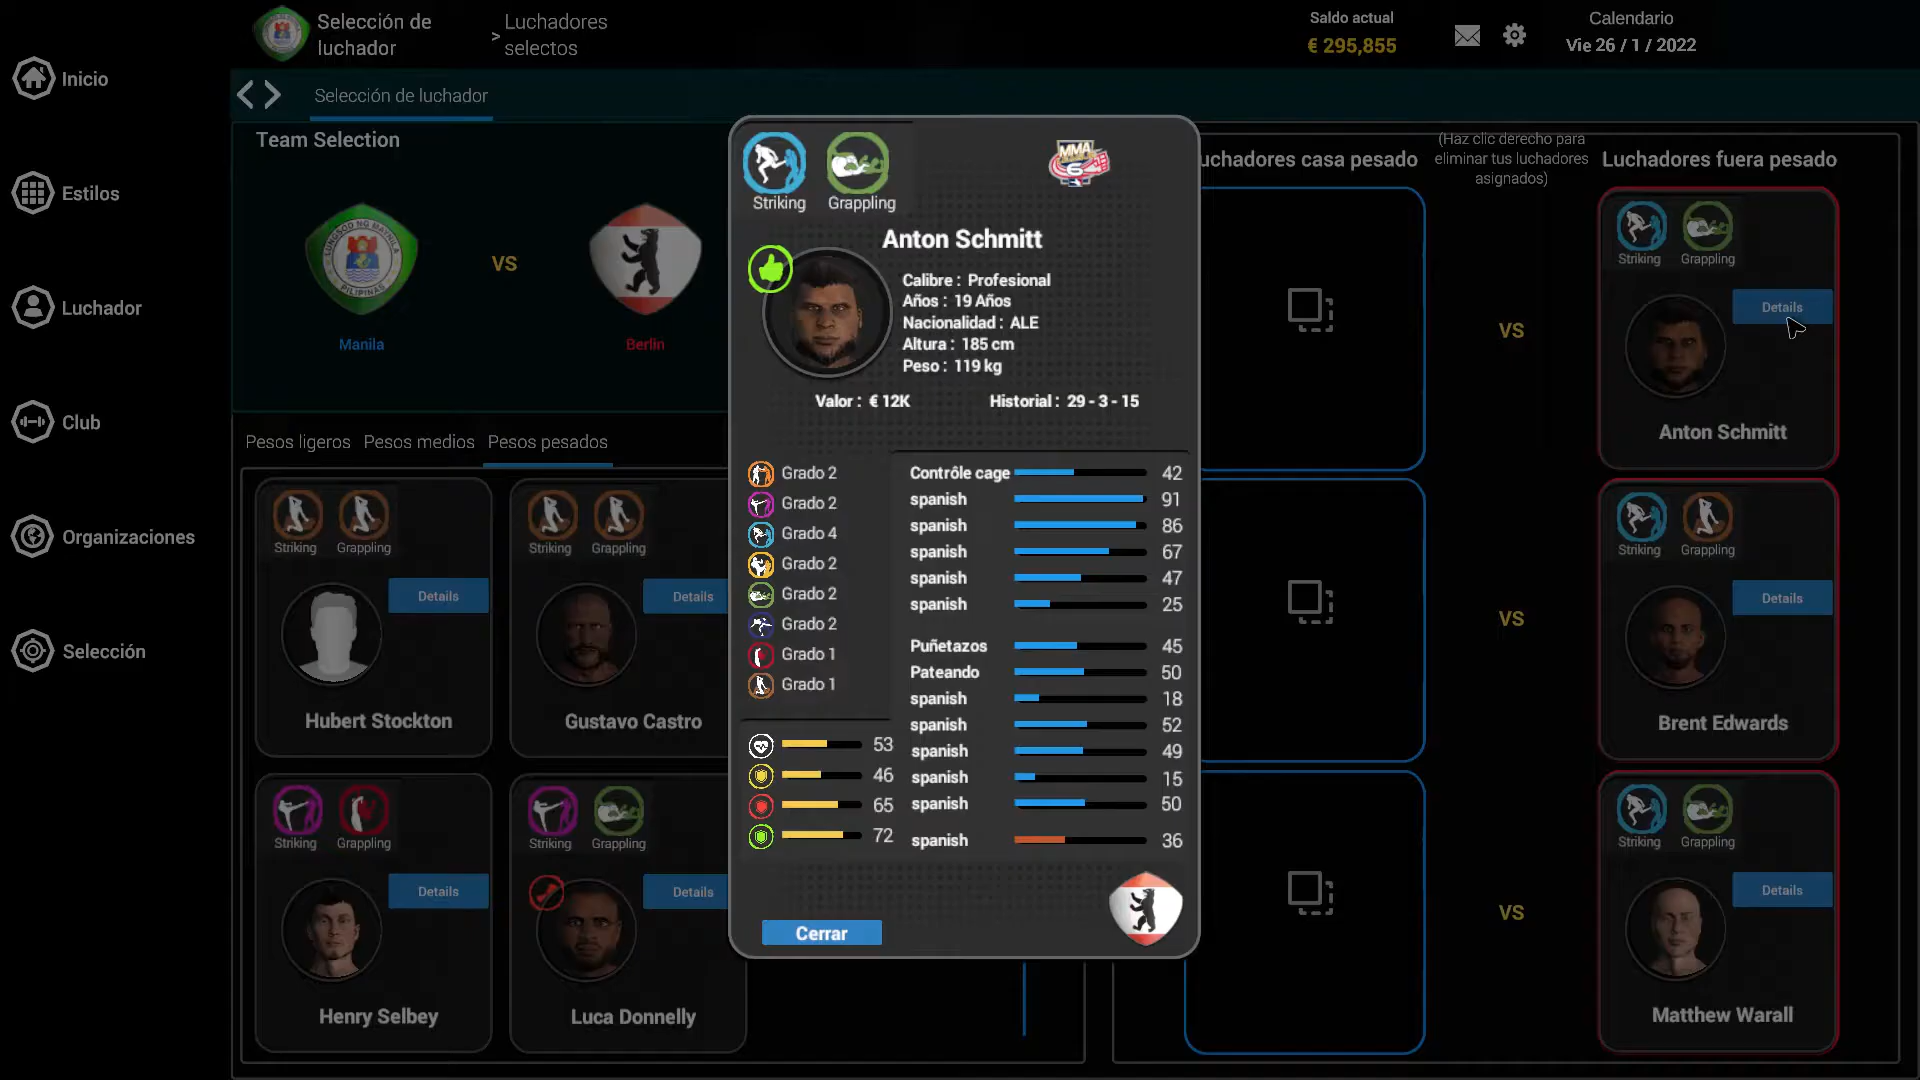 Selección de
luchador
> Luchadores
selectos
Saldo actual
€ 295,855
Calendario
Vie 26 / 1 / 2022
Inicio
Estilos
Luchador
Club
Organizaciones
Selección
Selección de luchador
Team Selection
LUNGSOD NG MAYNILA
PILIPINAS
VS
Manila
Berlin
Pesos ligeros
Pesos medios
Pesos pesados
Striking
Grappling
Details
Hubert Stockton
Striking
Grappling
Details
Gustavo Castro
Striking
Grappling
Details
Henry Selbey
Striking
Grappling
Details
Luca Donnelly
Striking
Grappling
MMA
6
Anton Schmitt
Calibre : Profesional
Años : 19 Años
Nacionalidad : ALE
Altura : 185 cm
Peso : 119 kg
Valor : € 12K
Historial : 29 - 3 - 15
Grado 2
Grado 2
Grado 4
Grado 2
Grado 2
Grado 2
Grado 1
Grado 1
53
46
65
72
Contrôle cage 42
spanish 91
spanish 86
spanish 67
spanish 47
spanish 25
Puñetazos 45
Pateando 50
spanish 18
spanish 52
spanish 49
spanish 15
spanish 50
spanish 36
Cerrar
uchadores casa pesado
(Haz clic derecho para
eliminar tus luchadores
asignados)
Luchadores fuera pesado
VS
Striking
Grappling
Details
Anton Schmitt
VS
Striking
Grappling
Details
Brent Edwards
VS
Striking
Grappling
Details
Matthew Warall